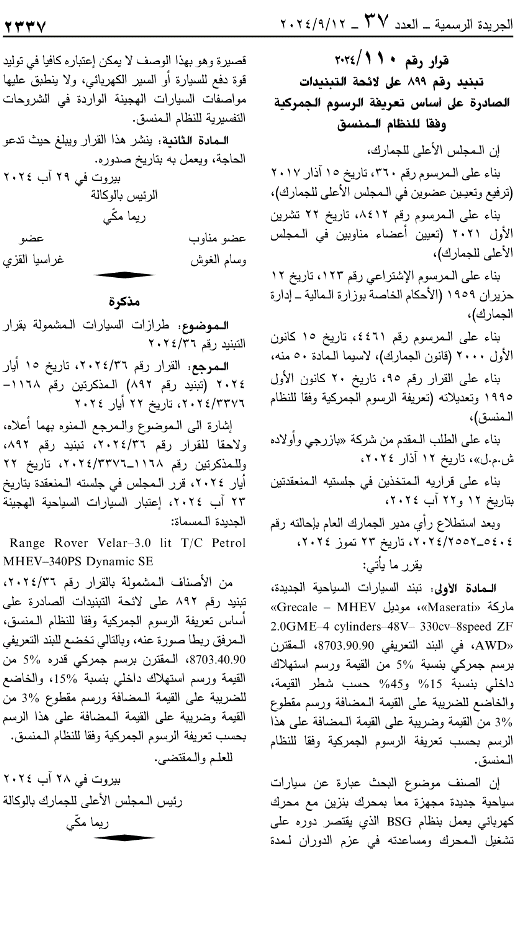 الجريدة الرسمية ــ العدد ٣٧ ــ ٢٠٢٤/٩/١٢
٢٣٣٧
قرار رقم ٢٠٢٤/١١٠
تبنيد رقم ٨٩٩ على لائحة التبنيدات
الصادرة على أساس تعريفة الرسوم الجمركية
وفقا للنظام المنسق
إن المجلس الأعلى للجمارك،
بناء على المرسوم رقم ٣٦٠، تاريخ ١٥ آذار ٢٠١٧
(ترفيع وتعيين عضوين في المجلس الأعلى للجمارك)،
بناء على المرسوم رقم ٨٤١٢، تاريخ ٢٢ تشرين
الأول ٢٠٢١ (تعيين أعضاء مناوبين في المجلس
الأعلى للجمارك)،
بناء على المرسوم الإشتراعي رقم ١٢٣، تاريخ ١٢
حزيران ١٩٥٩ (الأحكام الخاصة بوزارة المالية ــ إدارة
الجمارك)،
بناء على المرسوم رقم ٤٤٦١، تاريخ ١٥ كانون
الأول ٢٠٠٠ (قانون الجمارك)، لاسيما المادة ٥٠ منه،
بناء على القرار رقم ٩٥، تاريخ ٢٠ كانون الأول
١٩٩٥ وتعديلاته (تعريفة الرسوم الجمركية وفقا للنظام
المنسق)،
بناء على الطلب المقدم من شركة «بازرجي وأولاده
ش.م.ل»، تاريخ ١٢ آذار ٢٠٢٤،
بناء على قراريه المتخذين في جلستيه المنعقدتين
بتاريخ ١٢ و٢٢ آب ٢٠٢٤،
وبعد استطلاع رأي مدير الجمارك العام بإحالته رقم
٥٤٠٤ــ٢٠٢٤/٢٥٥٢، تاريخ ٢٣ تموز ٢٠٢٤،
يقرر ما يأتي:
المادة الأولى: تبند السيارات السياحية الجديدة،
ماركة «Maserati»، موديل «Grecale – MHEV
2.0GME–4 cylinders–48V– 330cv–8speed ZF
AWD»، في البند التعريفي 8703.90.90، المقترن
برسم جمركي بنسبة 5% من القيمة ورسم استهلاك
داخلي بنسبة 15% و45% حسب شطر القيمة،
والخاضع للضريبة على القيمة المضافة ورسم مقطوع
3% من القيمة وضريبة على القيمة المضافة على هذا
الرسم بحسب تعريفة الرسوم الجمركية وفقا للنظام
المنسق.
إن الصنف موضوع البحث عبارة عن سيارات
سياحية جديدة مجهزة معا بمحرك بنزين مع محرك
كهربائي يعمل بنظام BSG الذي يقتصر دوره على
تشغيل المحرك ومساعدته في عزم الدوران لمدة
قصيرة وهو بهذا الوصف لا يمكن إعتباره كافيا في توليد
قوة دفع للسيارة أو السير الكهربائي، ولا ينطبق عليها
مواصفات السيارات الهجينة الواردة في الشروحات
التفسيرية للنظام المنسق.
المادة الثانية: ينشر هذا القرار ويبلغ حيث تدعو
الحاجة، ويعمل به بتاريخ صدوره.
بيروت في ٢٩ آب ٢٠٢٤
الرئيس بالوكالة
ريما مكّي
عضو مناوب عضو
وسام الغوش غراسيا القزي
مذكرة
الموضوع: طرازات السيارات المشمولة بقرار
التبنيد رقم ٢٠٢٤/٣٦
المرجع: القرار رقم ٢٠٢٤/٣٦، تاريخ ١٥ أيار
٢٠٢٤ (تبنيد رقم ٨٩٢) المذكرتين رقم ١١٦٨–
٢٠٢٤/٣٣٧٦، تاريخ ٢٢ أيار ٢٠٢٤
إشارة الى الموضوع والمرجع المنوه بهما أعلاه،
ولاحقا للقرار رقم ٢٠٢٤/٣٦، تبنيد رقم ٨٩٢،
وللمذكرتين رقم ١١٦٨ــ٢٠٢٤/٣٣٧٦، تاريخ ٢٢
أيار ٢٠٢٤، قرر المجلس في جلسته المنعقدة بتاريخ
٢٣ آب ٢٠٢٤، إعتبار السيارات السياحية الهجينة
الجديدة المسماة:
Range Rover Velar–3.0 lit T/C Petrol
MHEV–340PS Dynamic SE
من الأصناف المشمولة بالقرار رقم ٢٠٢٤/٣٦،
تبنيد رقم ٨٩٢ على لائحة التبنيدات الصادرة على
أساس تعريفة الرسوم الجمركية وفقا للنظام المنسق،
المرفق ربطا صورة عنه، وبالتالي تخضع للبند التعريفي
8703.40.90، المقترن برسم جمركي قدره 5% من
القيمة ورسم استهلاك داخلي بنسبة 15%، والخاضع
للضريبة على القيمة المضافة ورسم مقطوع 3% من
القيمة وضريبة على القيمة المضافة على هذا الرسم
بحسب تعريفة الرسوم الجمركية وفقا للنظام المنسق.
للعلم والمقتضى.
بيروت في ٢٨ آب ٢٠٢٤
رئيس المجلس الأعلى للجمارك بالوكالة
ريما مكّي